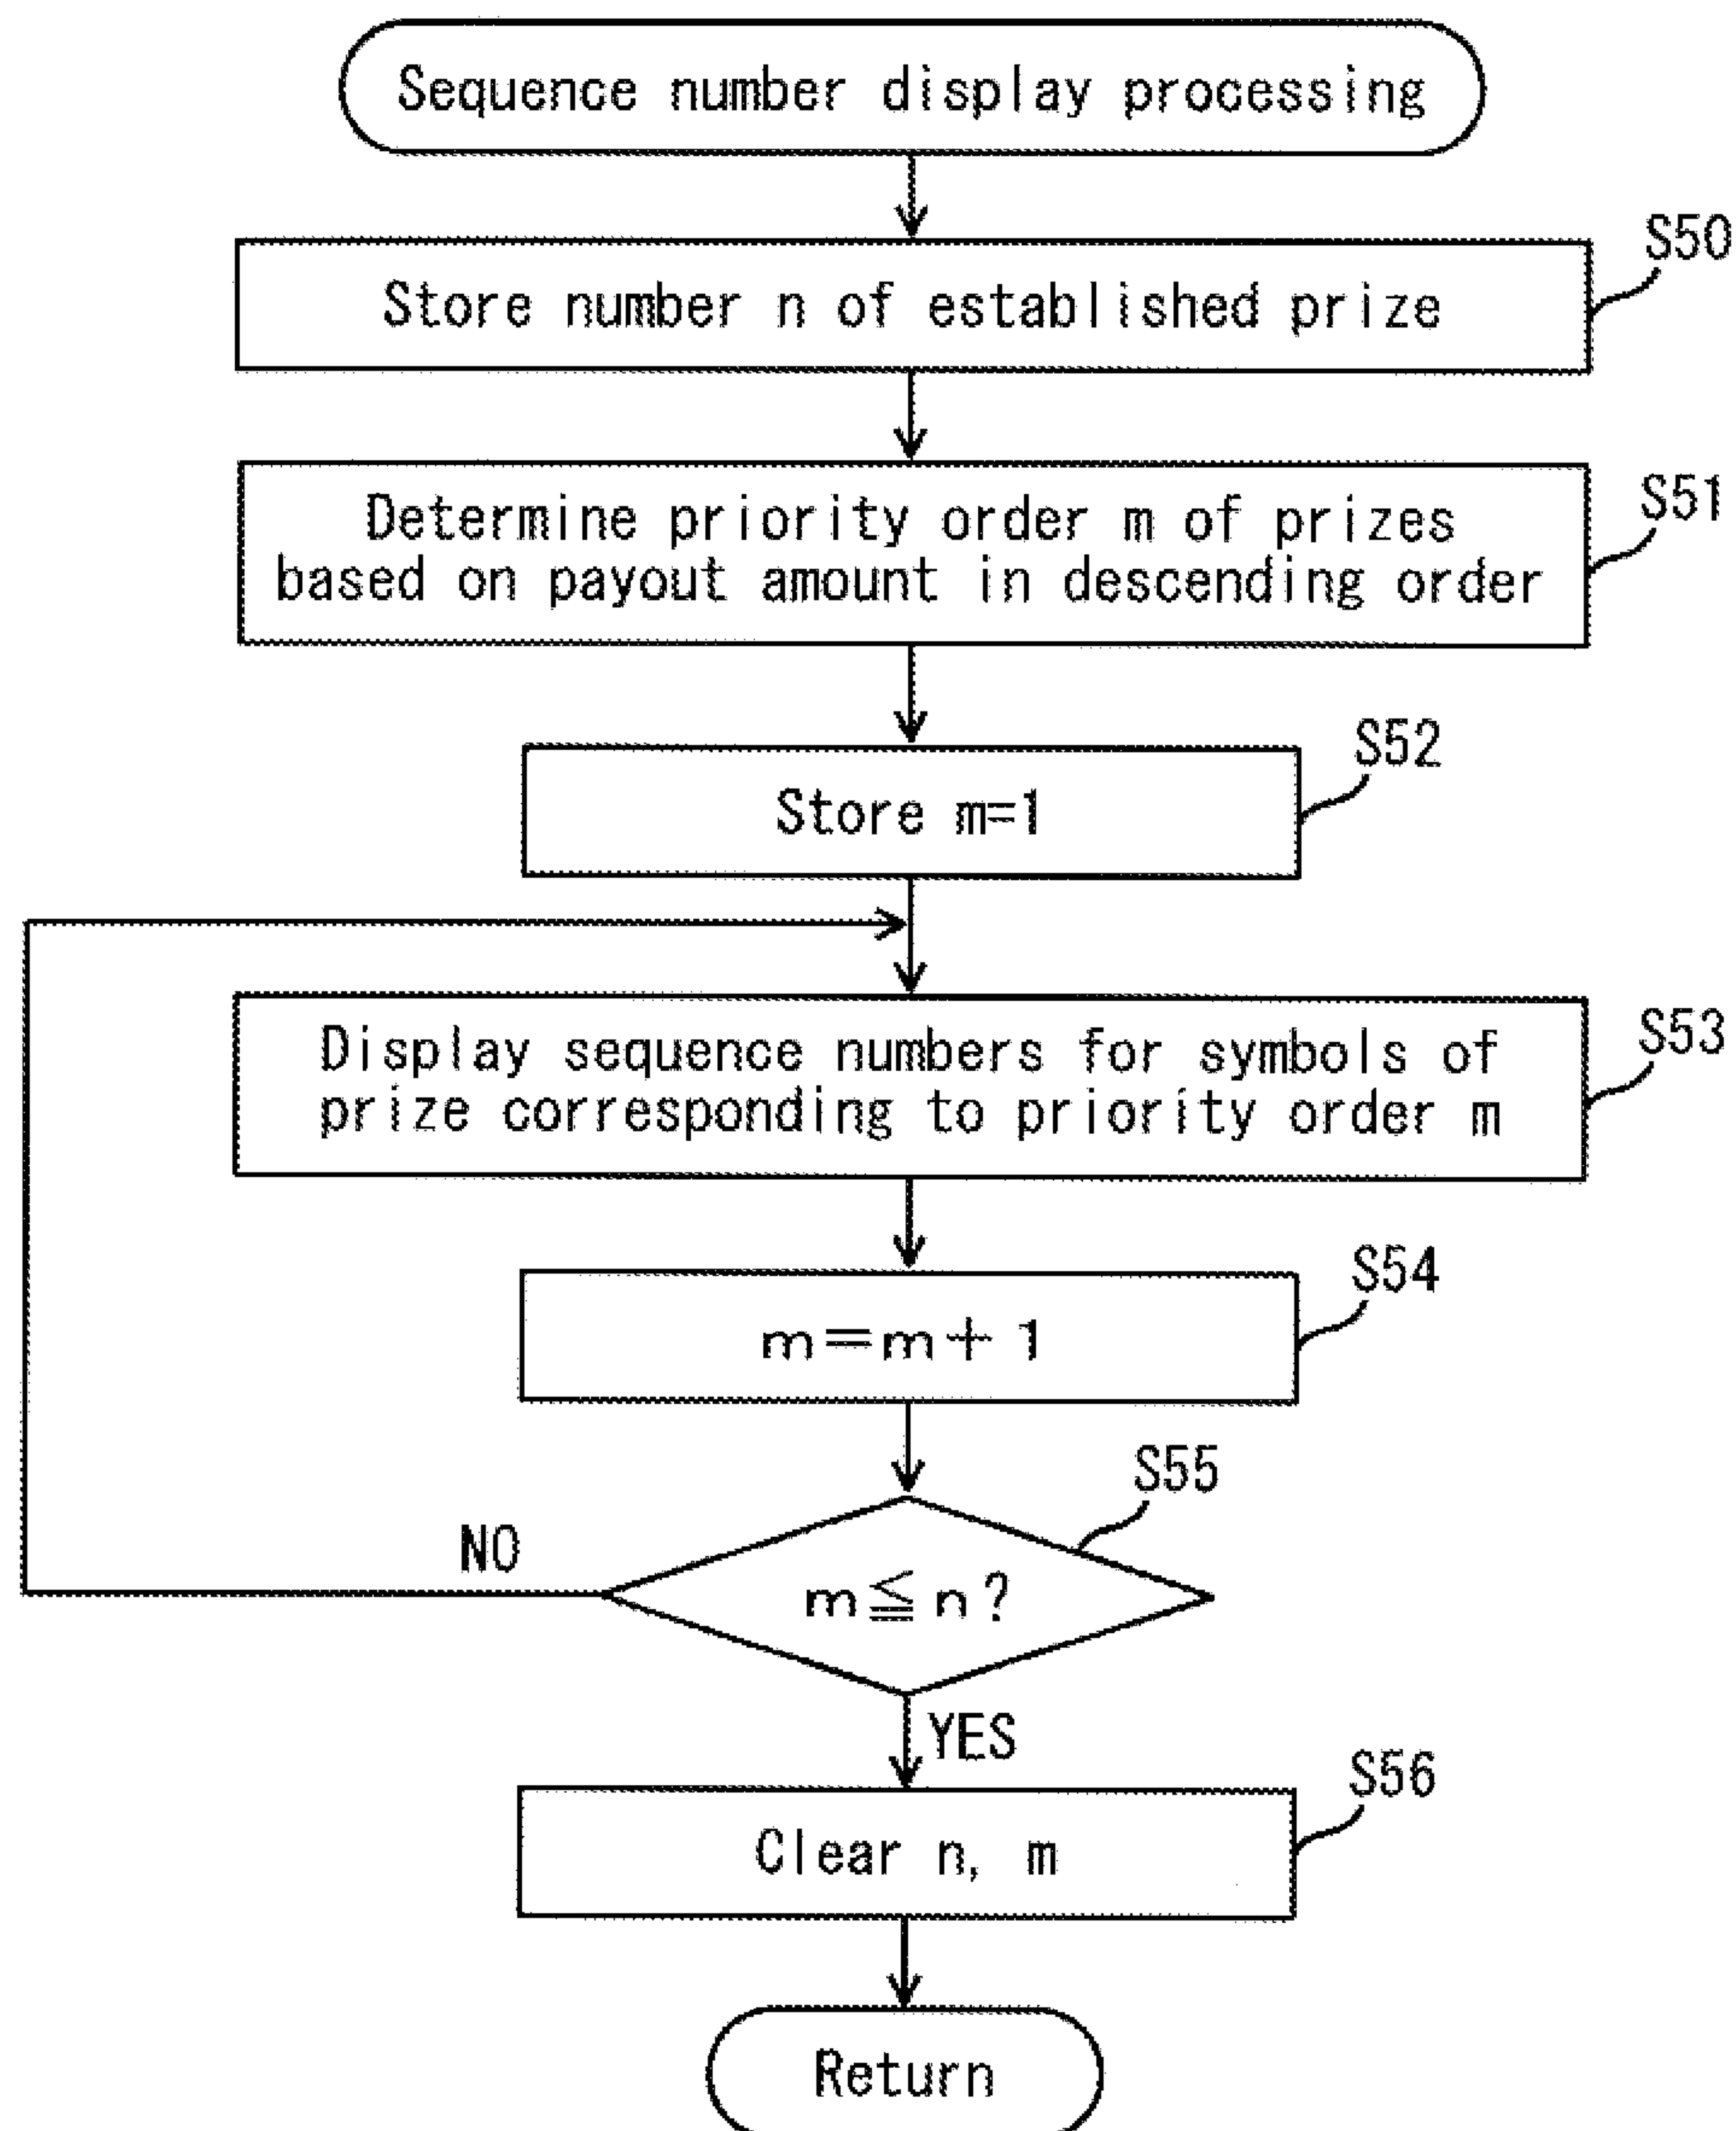 Sequence number display processing
S50
Store number n of established prize
S51
Determine priority order m of prizes
based on payout amount in descending order
S52
Store m=1
S53
Display sequence numbers for symbols of
prize corresponding to priority order m
S54
m=m+1
S55
NO
m≦n?
YES
S56
Clear n, m
Return